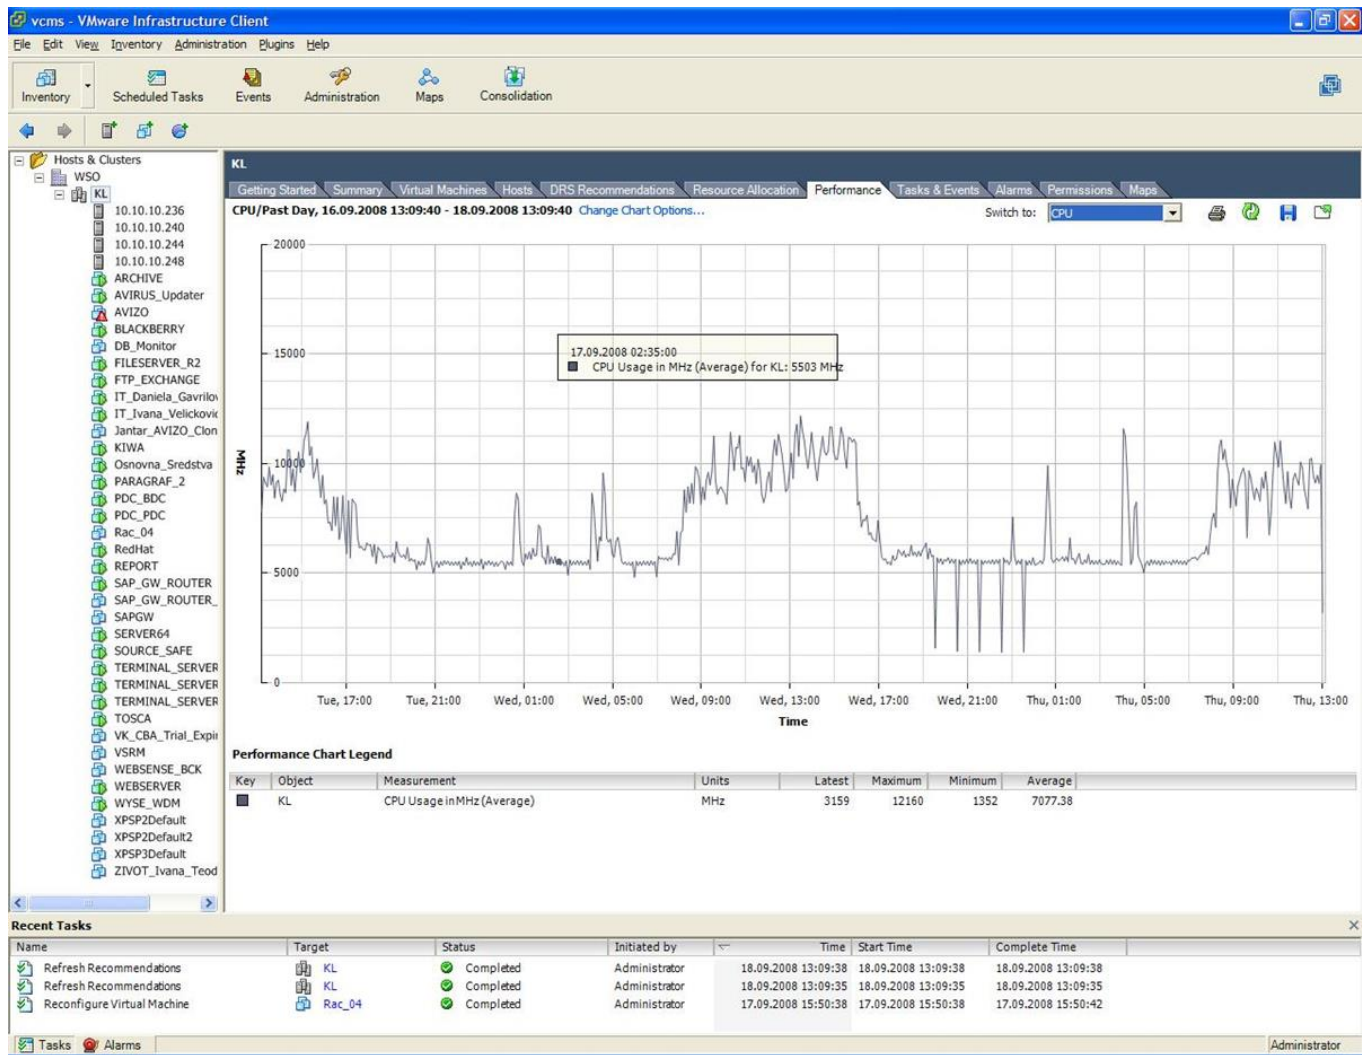 vcms - VMware Infrastructure Client
File Edit View Inventory Administration Plugins Help
Inventory Scheduled Tasks Events Administration Maps Consolidation
Hosts & Clusters
WSO
KL
10.10.10.236
10.10.10.240
10.10.10.244
10.10.10.248
ARCHIVE
AVIRUS_Updater
AVIZO
BLACKBERRY
DB_Monitor
FILESERVER_R2
FTP_EXCHANGE
IT_Daniela_Gavrilov
IT_Ivana_Velickovic
Jantar_AVIZO_Clon
KIWA
Osnovna_Sredstva
PARAGRAF_2
PDC_BDC
PDC_PDC
Rac_04
RedHat
REPORT
SAP_GW_ROUTER
SAP_GW_ROUTER_
SAPGW
SERVER64
SOURCE_SAFE
TERMINAL_SERVER
TERMINAL_SERVER
TERMINAL_SERVER
TOSCA
VK_CBA_Trial_Expir
VSRM
WEBSENSE_BCK
WEBSERVER
WYSE_WDM
XPSP2Default
XPSP2Default2
XPSP3Default
ZIVOT_Ivana_Teod
KL
Getting Started Summary Virtual Machines Hosts DRS Recommendations Resource Allocation Performance Tasks & Events Alarms Permissions Maps
CPU/Past Day, 16.09.2008 13:09:40 - 18.09.2008 13:09:40 Change Chart Options... Switch to: CPU
20000
15000
10000
5000
0
MHz
17.09.2008 02:35:00
CPU Usage in MHz (Average) for KL: 5503 MHz
Tue, 17:00 Tue, 21:00 Wed, 01:00 Wed, 05:00 Wed, 09:00 Wed, 13:00 Wed, 17:00 Wed, 21:00 Thu, 01:00 Thu, 05:00 Thu, 09:00 Thu, 13:00
Time
Performance Chart Legend
Key Object Measurement Units Latest Maximum Minimum Average
KL CPU Usage in MHz (Average) MHz 3159 12160 1352 7077.38
Recent Tasks
Name Target Status Initiated by Time Start Time Complete Time
Refresh Recommendations KL Completed Administrator 18.09.2008 13:09:38 18.09.2008 13:09:38 18.09.2008 13:09:38
Refresh Recommendations KL Completed Administrator 18.09.2008 13:09:35 18.09.2008 13:09:35 18.09.2008 13:09:35
Reconfigure Virtual Machine Rac_04 Completed Administrator 17.09.2008 15:50:38 17.09.2008 15:50:38 17.09.2008 15:50:42
Tasks Alarms Administrator